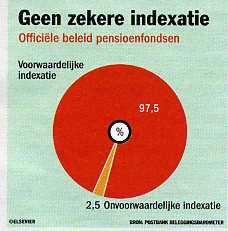 Geen zekere indexatie
Officiële beleid pensioenfondsen
Voorwaardelijke
indexatie
97,5
%
2,5 Onvoorwaardelijke indexatie
©ELSEVIER
BRON: POSTBANK BELEGGINGSBAROMETER